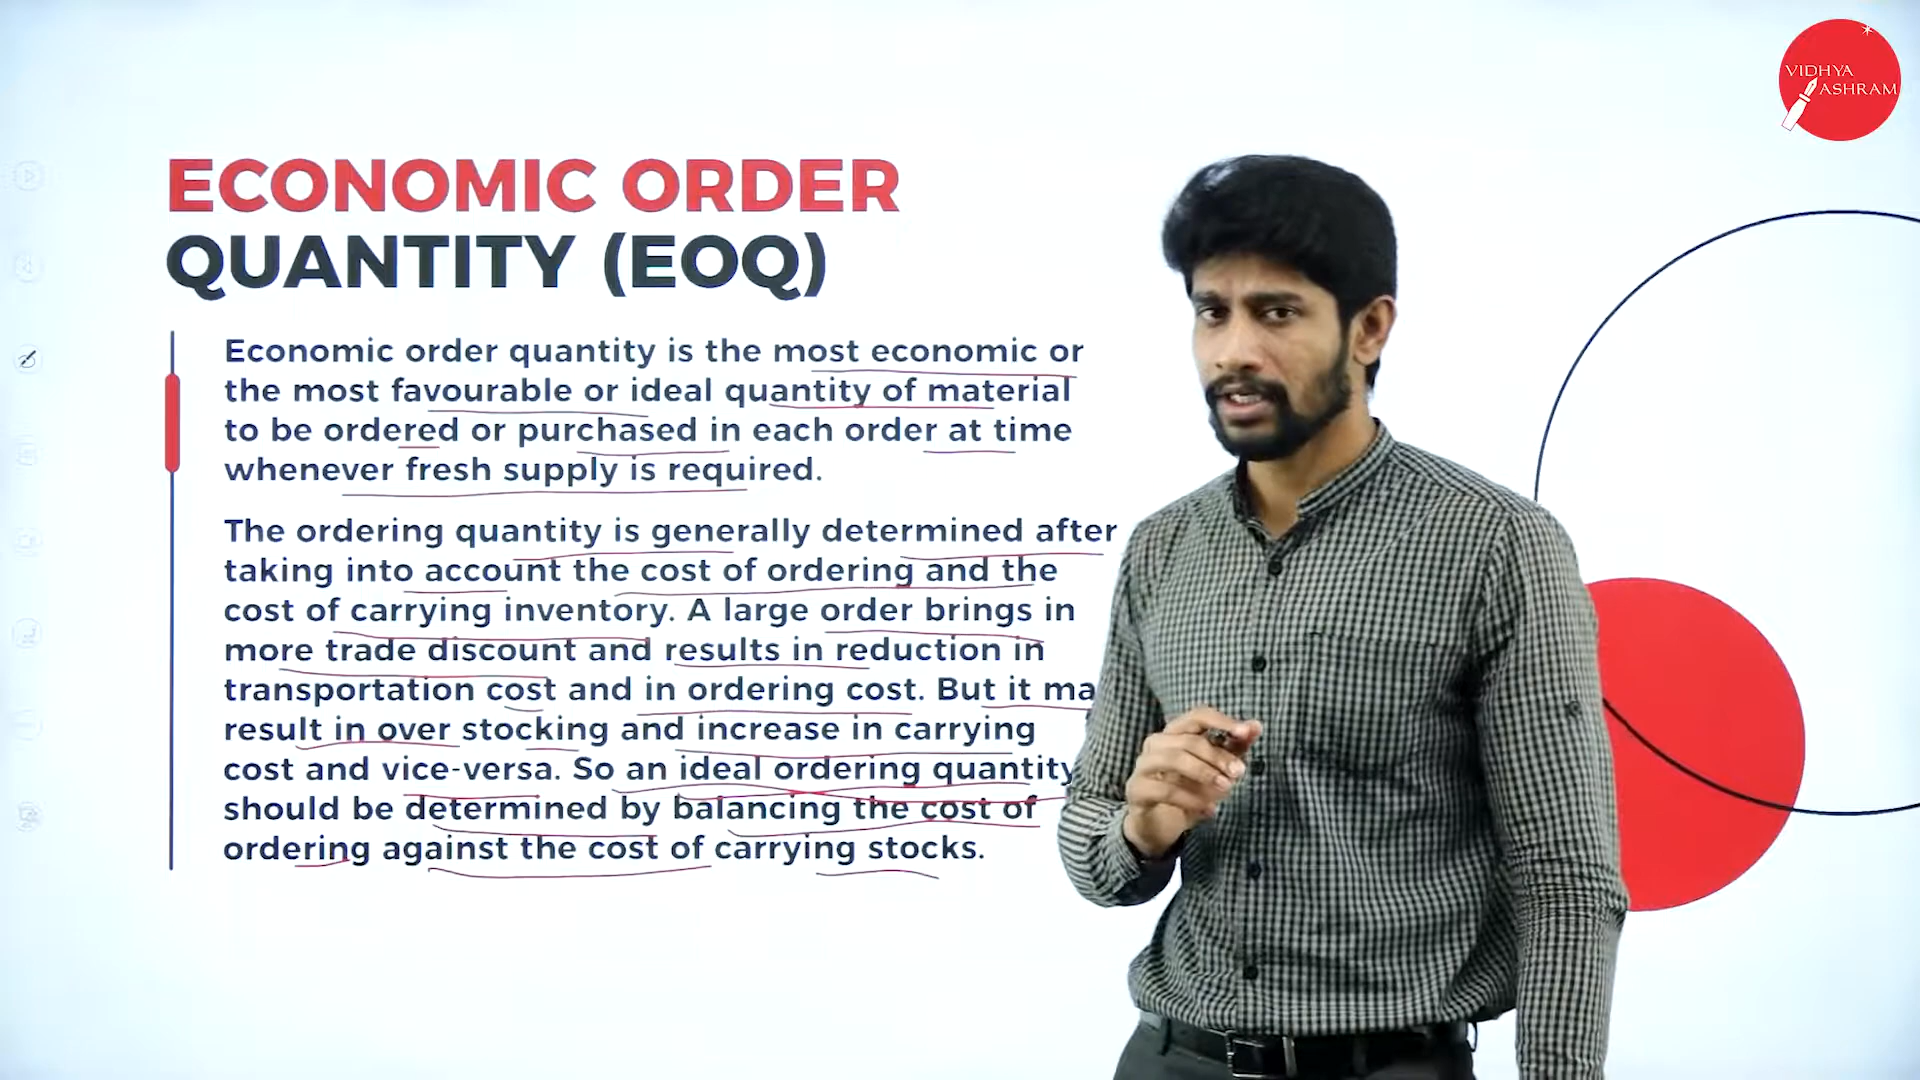 VIDHYA
ASHRAM
ECONOMIC ORDER
QUANTITY (EOQ)
Economic order quantity is the most economic or
the most favourable or ideal quantity of material
to be ordered or purchased in each order at time
whenever fresh supply is required.
The ordering quantity is generally determined after
taking into account the cost of ordering and the
cost of carrying inventory. A large order brings in
more trade discount and results in reduction in
transportation cost and in ordering cost. But it ma
result in over stocking and increase in carrying
cost and vice-versa. So an ideal ordering quantity
should be determined by balancing the cost of
ordering against the cost of carrying stocks.